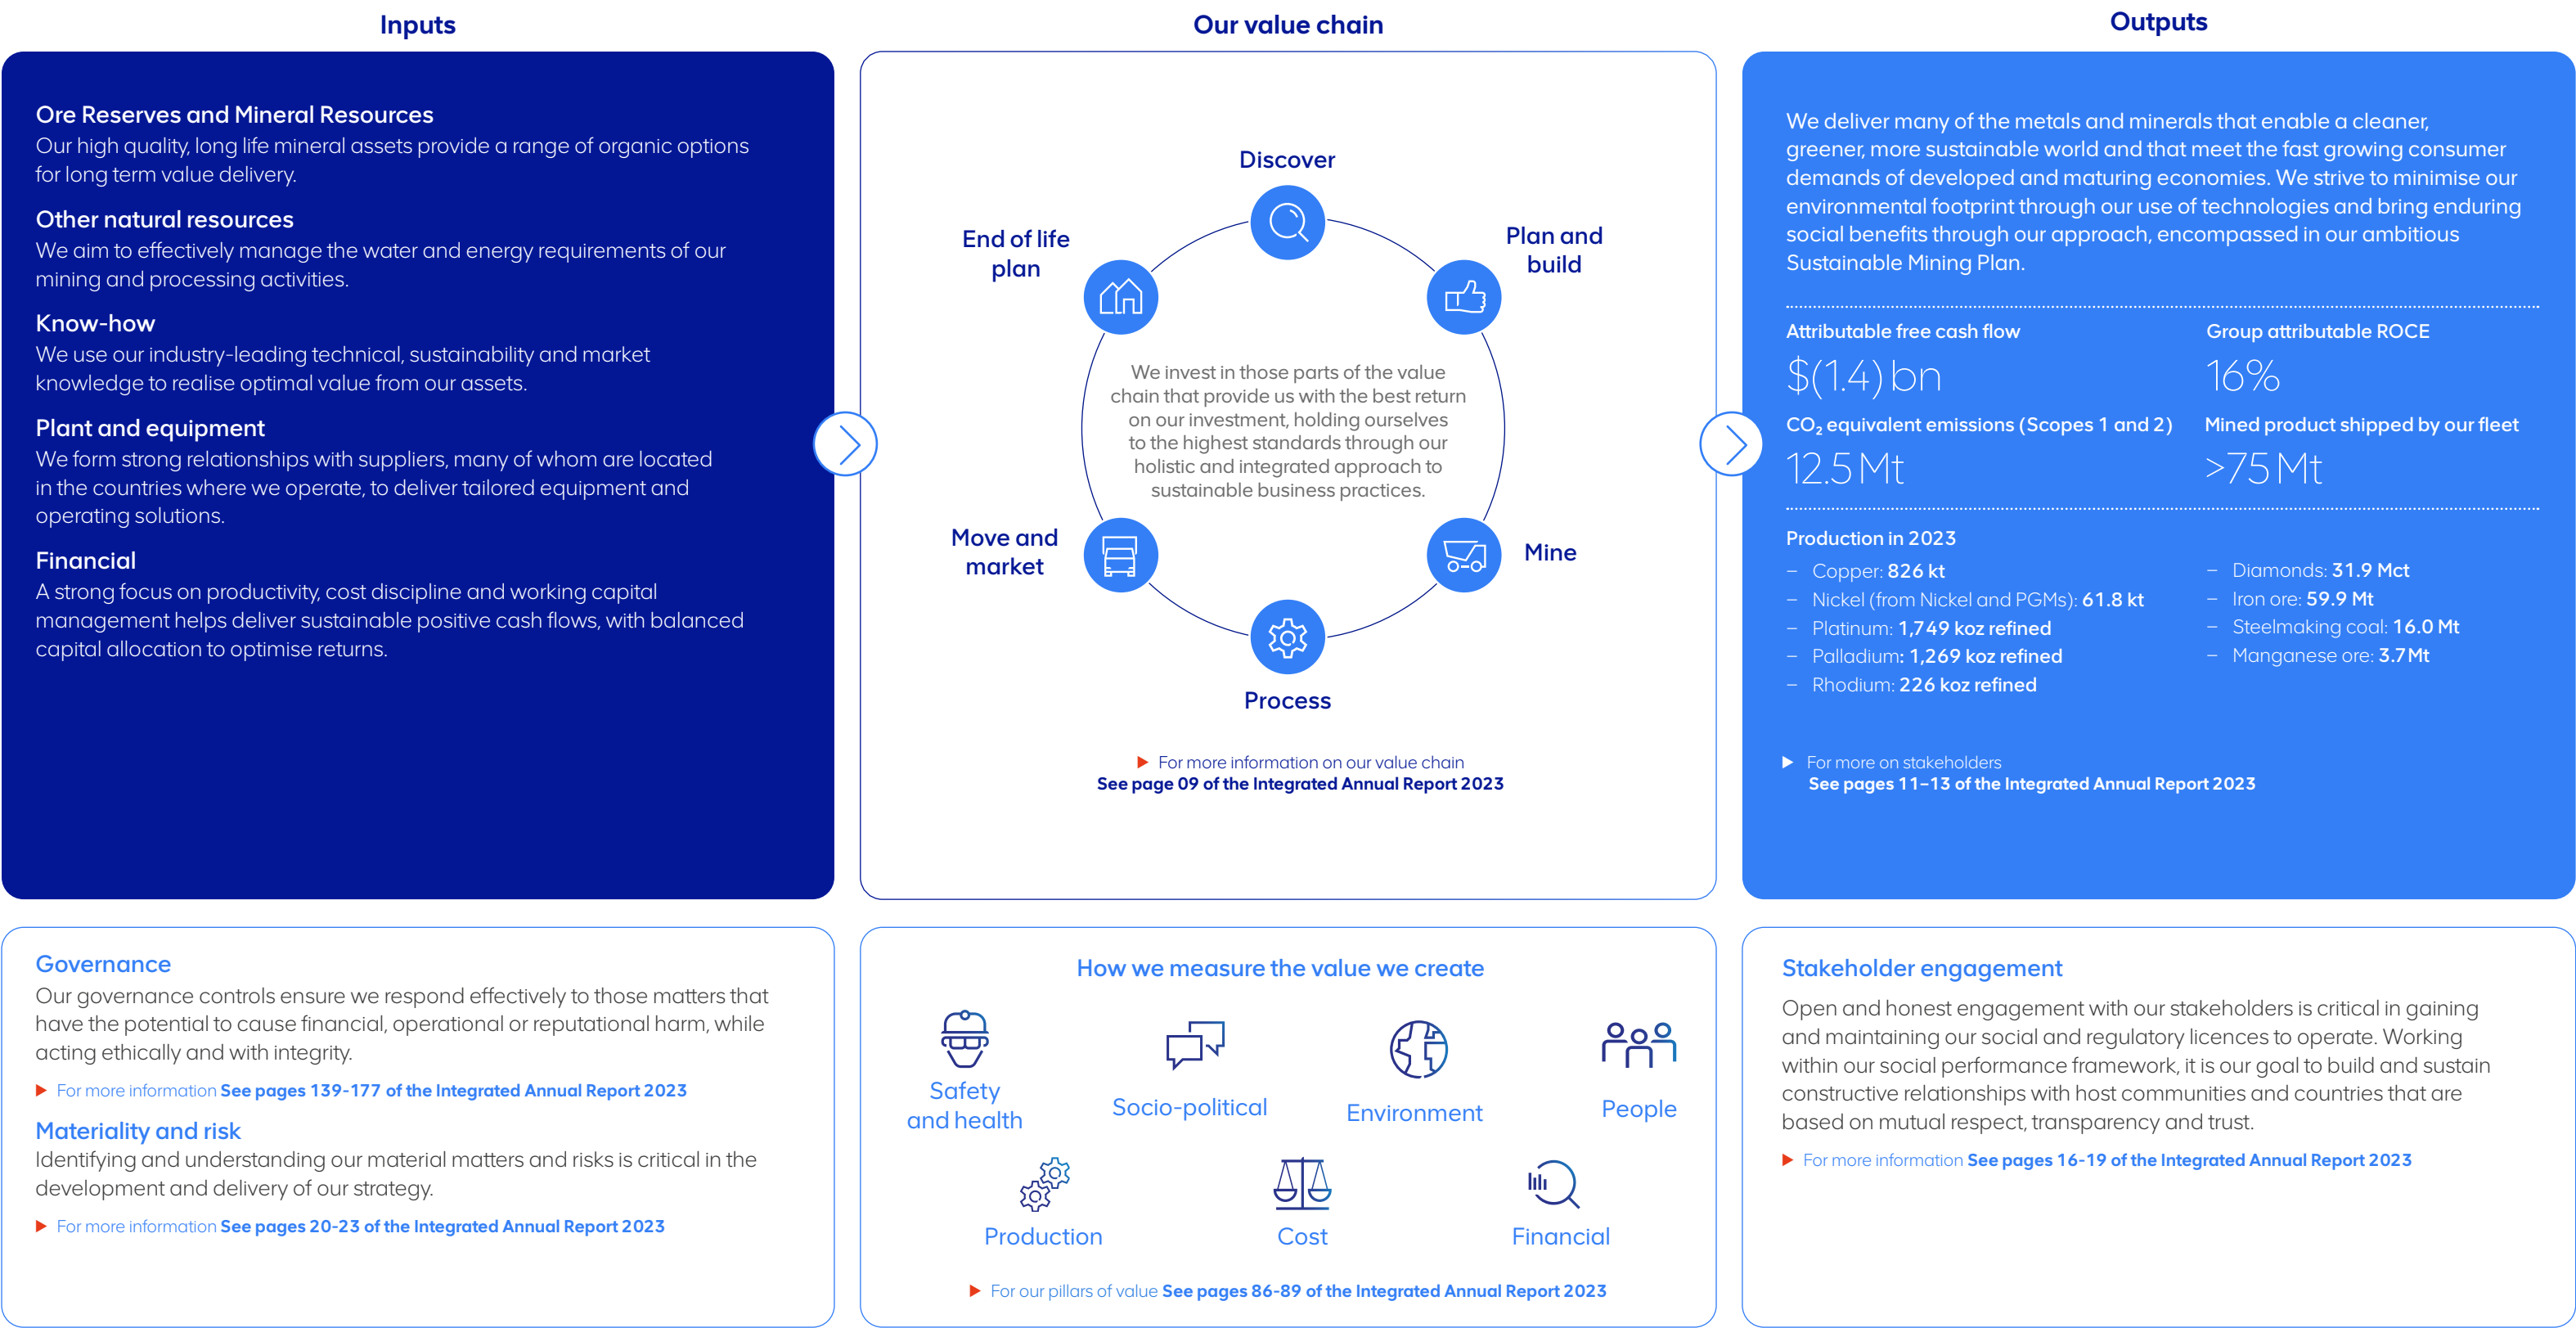 Inputs
Ore Reserves and Mineral Resources
Our high quality, long life mineral assets provide a range of organic options
for long term value delivery.
Other natural resources
We aim to effectively manage the water and energy requirements of our
mining and processing activities.
Know-how
We use our industry-leading technical, sustainability and market
knowledge to realise optimal value from our assets.
Plant and equipment
We form strong relationships with suppliers, many of whom are located
in the countries where we operate, to deliver tailored equipment and
operating solutions.
Financial
A strong focus on productivity, cost discipline and working capital
management helps deliver sustainable positive cash flows, with balanced
capital allocation to optimise returns.
Our value chain
Discover
Plan and
build
Mine
Process
Move and
market
End of life
plan
We invest in those parts of the value
chain that provide us with the best return
on our investment, holding ourselves
to the highest standards through our
holistic and integrated approach to
sustainable business practices.
For more information on our value chain
See page 09 of the Integrated Annual Report 2023
Outputs
We deliver many of the metals and minerals that enable a cleaner,
greener, more sustainable world and that meet the fast growing consumer
demands of developed and maturing economies. We strive to minimise our
environmental footprint through our use of technologies and bring enduring
social benefits through our approach, encompassed in our ambitious
Sustainable Mining Plan.
Attributable free cash flow
$(1.4) bn
Group attributable ROCE
16%
CO₂ equivalent emissions (Scopes 1 and 2)
12.5 Mt
Mined product shipped by our fleet
>75 Mt
Production in 2023
– Copper: 826 kt
– Nickel (from Nickel and PGMs): 61.8 kt
– Platinum: 1,749 koz refined
– Palladium: 1,269 koz refined
– Rhodium: 226 koz refined
– Diamonds: 31.9 Mct
– Iron ore: 59.9 Mt
– Steelmaking coal: 16.0 Mt
– Manganese ore: 3.7 Mt
For more on stakeholders
See pages 11–13 of the Integrated Annual Report 2023
Governance
Our governance controls ensure we respond effectively to those matters that
have the potential to cause financial, operational or reputational harm, while
acting ethically and with integrity.
For more information See pages 139-177 of the Integrated Annual Report 2023
Materiality and risk
Identifying and understanding our material matters and risks is critical in the
development and delivery of our strategy.
For more information See pages 20-23 of the Integrated Annual Report 2023
How we measure the value we create
Safety
and health
Socio-political
Environment
People
Production
Cost
Financial
For our pillars of value See pages 86-89 of the Integrated Annual Report 2023
Stakeholder engagement
Open and honest engagement with our stakeholders is critical in gaining
and maintaining our social and regulatory licences to operate. Working
within our social performance framework, it is our goal to build and sustain
constructive relationships with host communities and countries that are
based on mutual respect, transparency and trust.
For more information See pages 16-19 of the Integrated Annual Report 2023